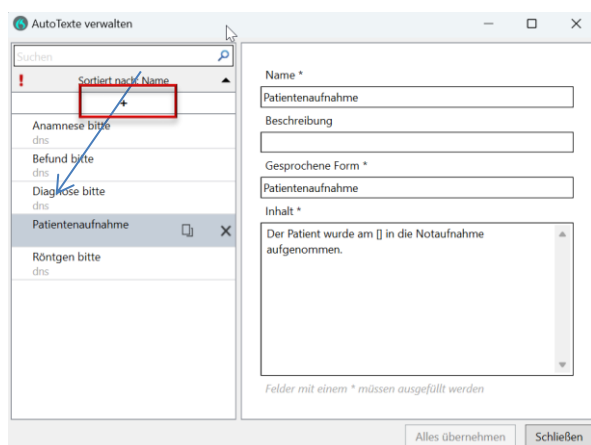 AutoTexte verwalten
Suchen
! Sortiert nach: Name
+
Anamnese bitte
dns
Befund bitte
dns
Diagnose bitte
dns
Patientenaufnahme
Röntgen bitte
dns
Name *
Patientenaufnahme
Beschreibung
Gesprochene Form *
Patientenaufnahme
Inhalt *
Der Patient wurde am [] in die Notaufnahme
aufgenommen.
Felder mit einem * müssen ausgefüllt werden
Alles übernehmen
Schließen